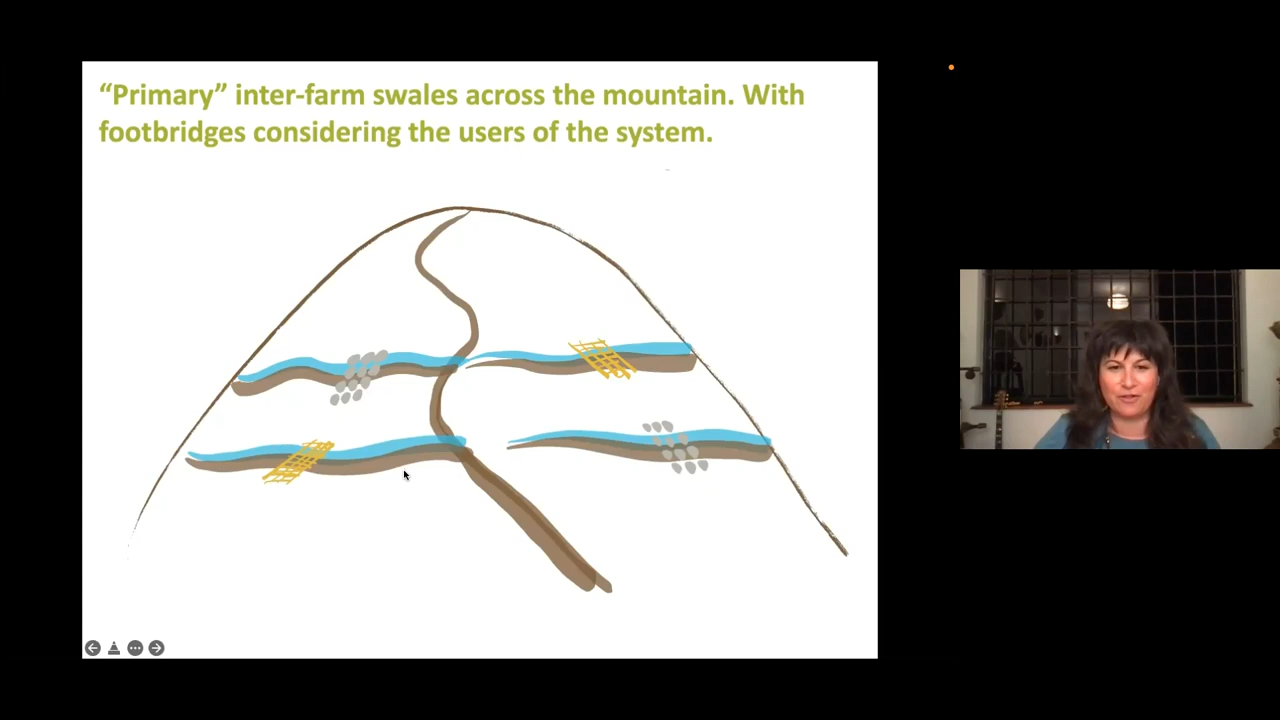 “Primary” inter-farm swales across the mountain. With
footbridges considering the users of the system.